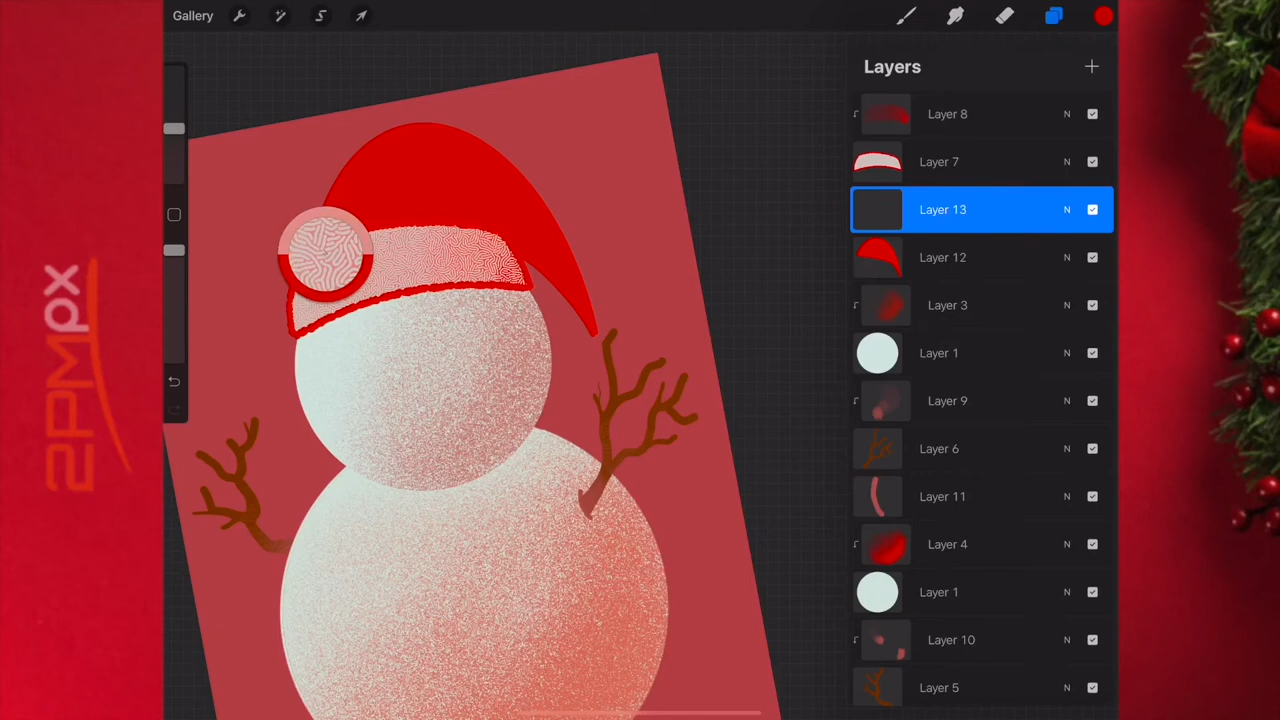 Gallery
Layers
Layer 8 N
Layer 7 N
Layer 13 N
Layer 12 N
Layer 3 N
Layer 1 N
Layer 9 N
Layer 6 N
Layer 11 N
Layer 4 N
Layer 1 N
Layer 10 N
Layer 5 N
2PMpx